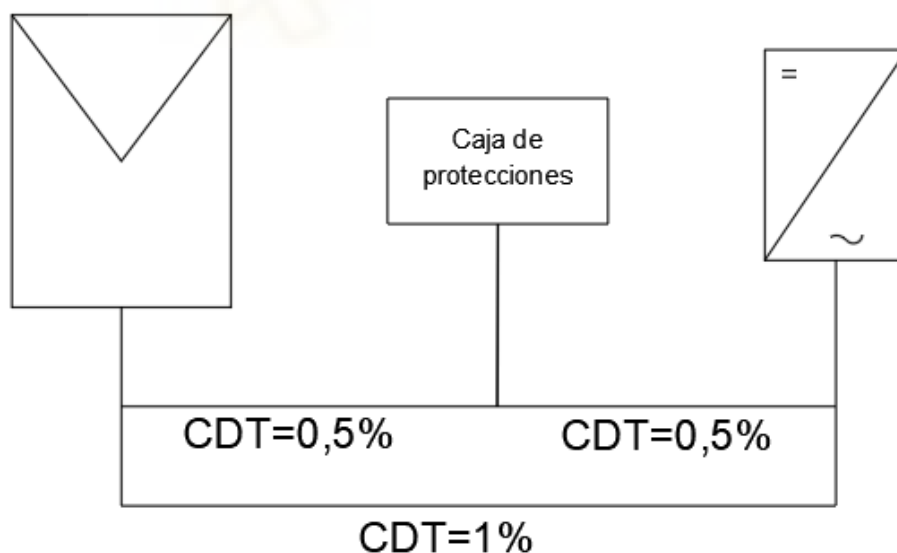 =
Caja de
protecciones
~
CDT=0,5%
CDT=0,5%
CDT=1%